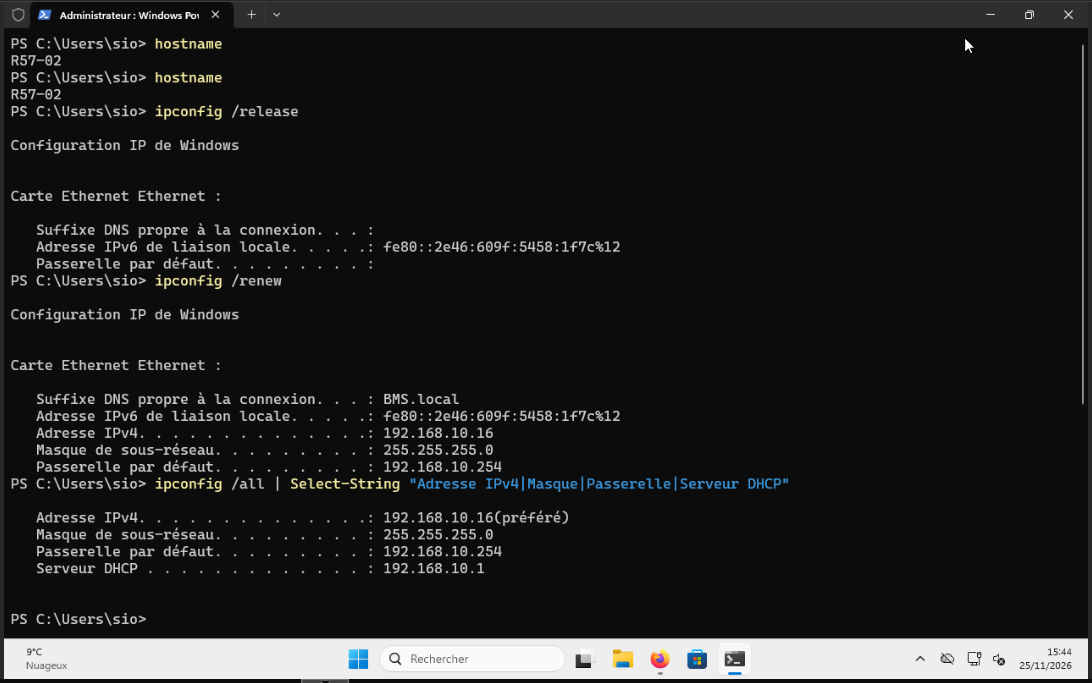 Administrateur : Windows Pow
PS C:\Users\sio> hostname
R57-02
PS C:\Users\sio> hostname
R57-02
PS C:\Users\sio> ipconfig /release
Configuration IP de Windows
Carte Ethernet Ethernet :
Suffixe DNS propre à la connexion. . . :
Adresse IPv6 de liaison locale. . . . .: fe80::2e46:609f:5458:1f7c%12
Passerelle par défaut. . . . . . . . . :
PS C:\Users\sio> ipconfig /renew
Configuration IP de Windows
Carte Ethernet Ethernet :
Suffixe DNS propre à la connexion. . . : BMS.local
Adresse IPv6 de liaison locale. . . . .: fe80::2e46:609f:5458:1f7c%12
Adresse IPv4. . . . . . . . . . . . . .: 192.168.10.16
Masque de sous-réseau. . . . . . . . . : 255.255.255.0
Passerelle par défaut. . . . . . . . . : 192.168.10.254
PS C:\Users\sio> ipconfig /all | Select-String "Adresse IPv4|Masque|Passerelle|Serveur DHCP"
Adresse IPv4. . . . . . . . . . . . . .: 192.168.10.16(préféré)
Masque de sous-réseau. . . . . . . . . : 255.255.255.0
Passerelle par défaut. . . . . . . . . : 192.168.10.254
Serveur DHCP . . . . . . . . . . . . . : 192.168.10.1
PS C:\Users\sio>
9°C
Nuageux
Rechercher
15:44
25/11/2026